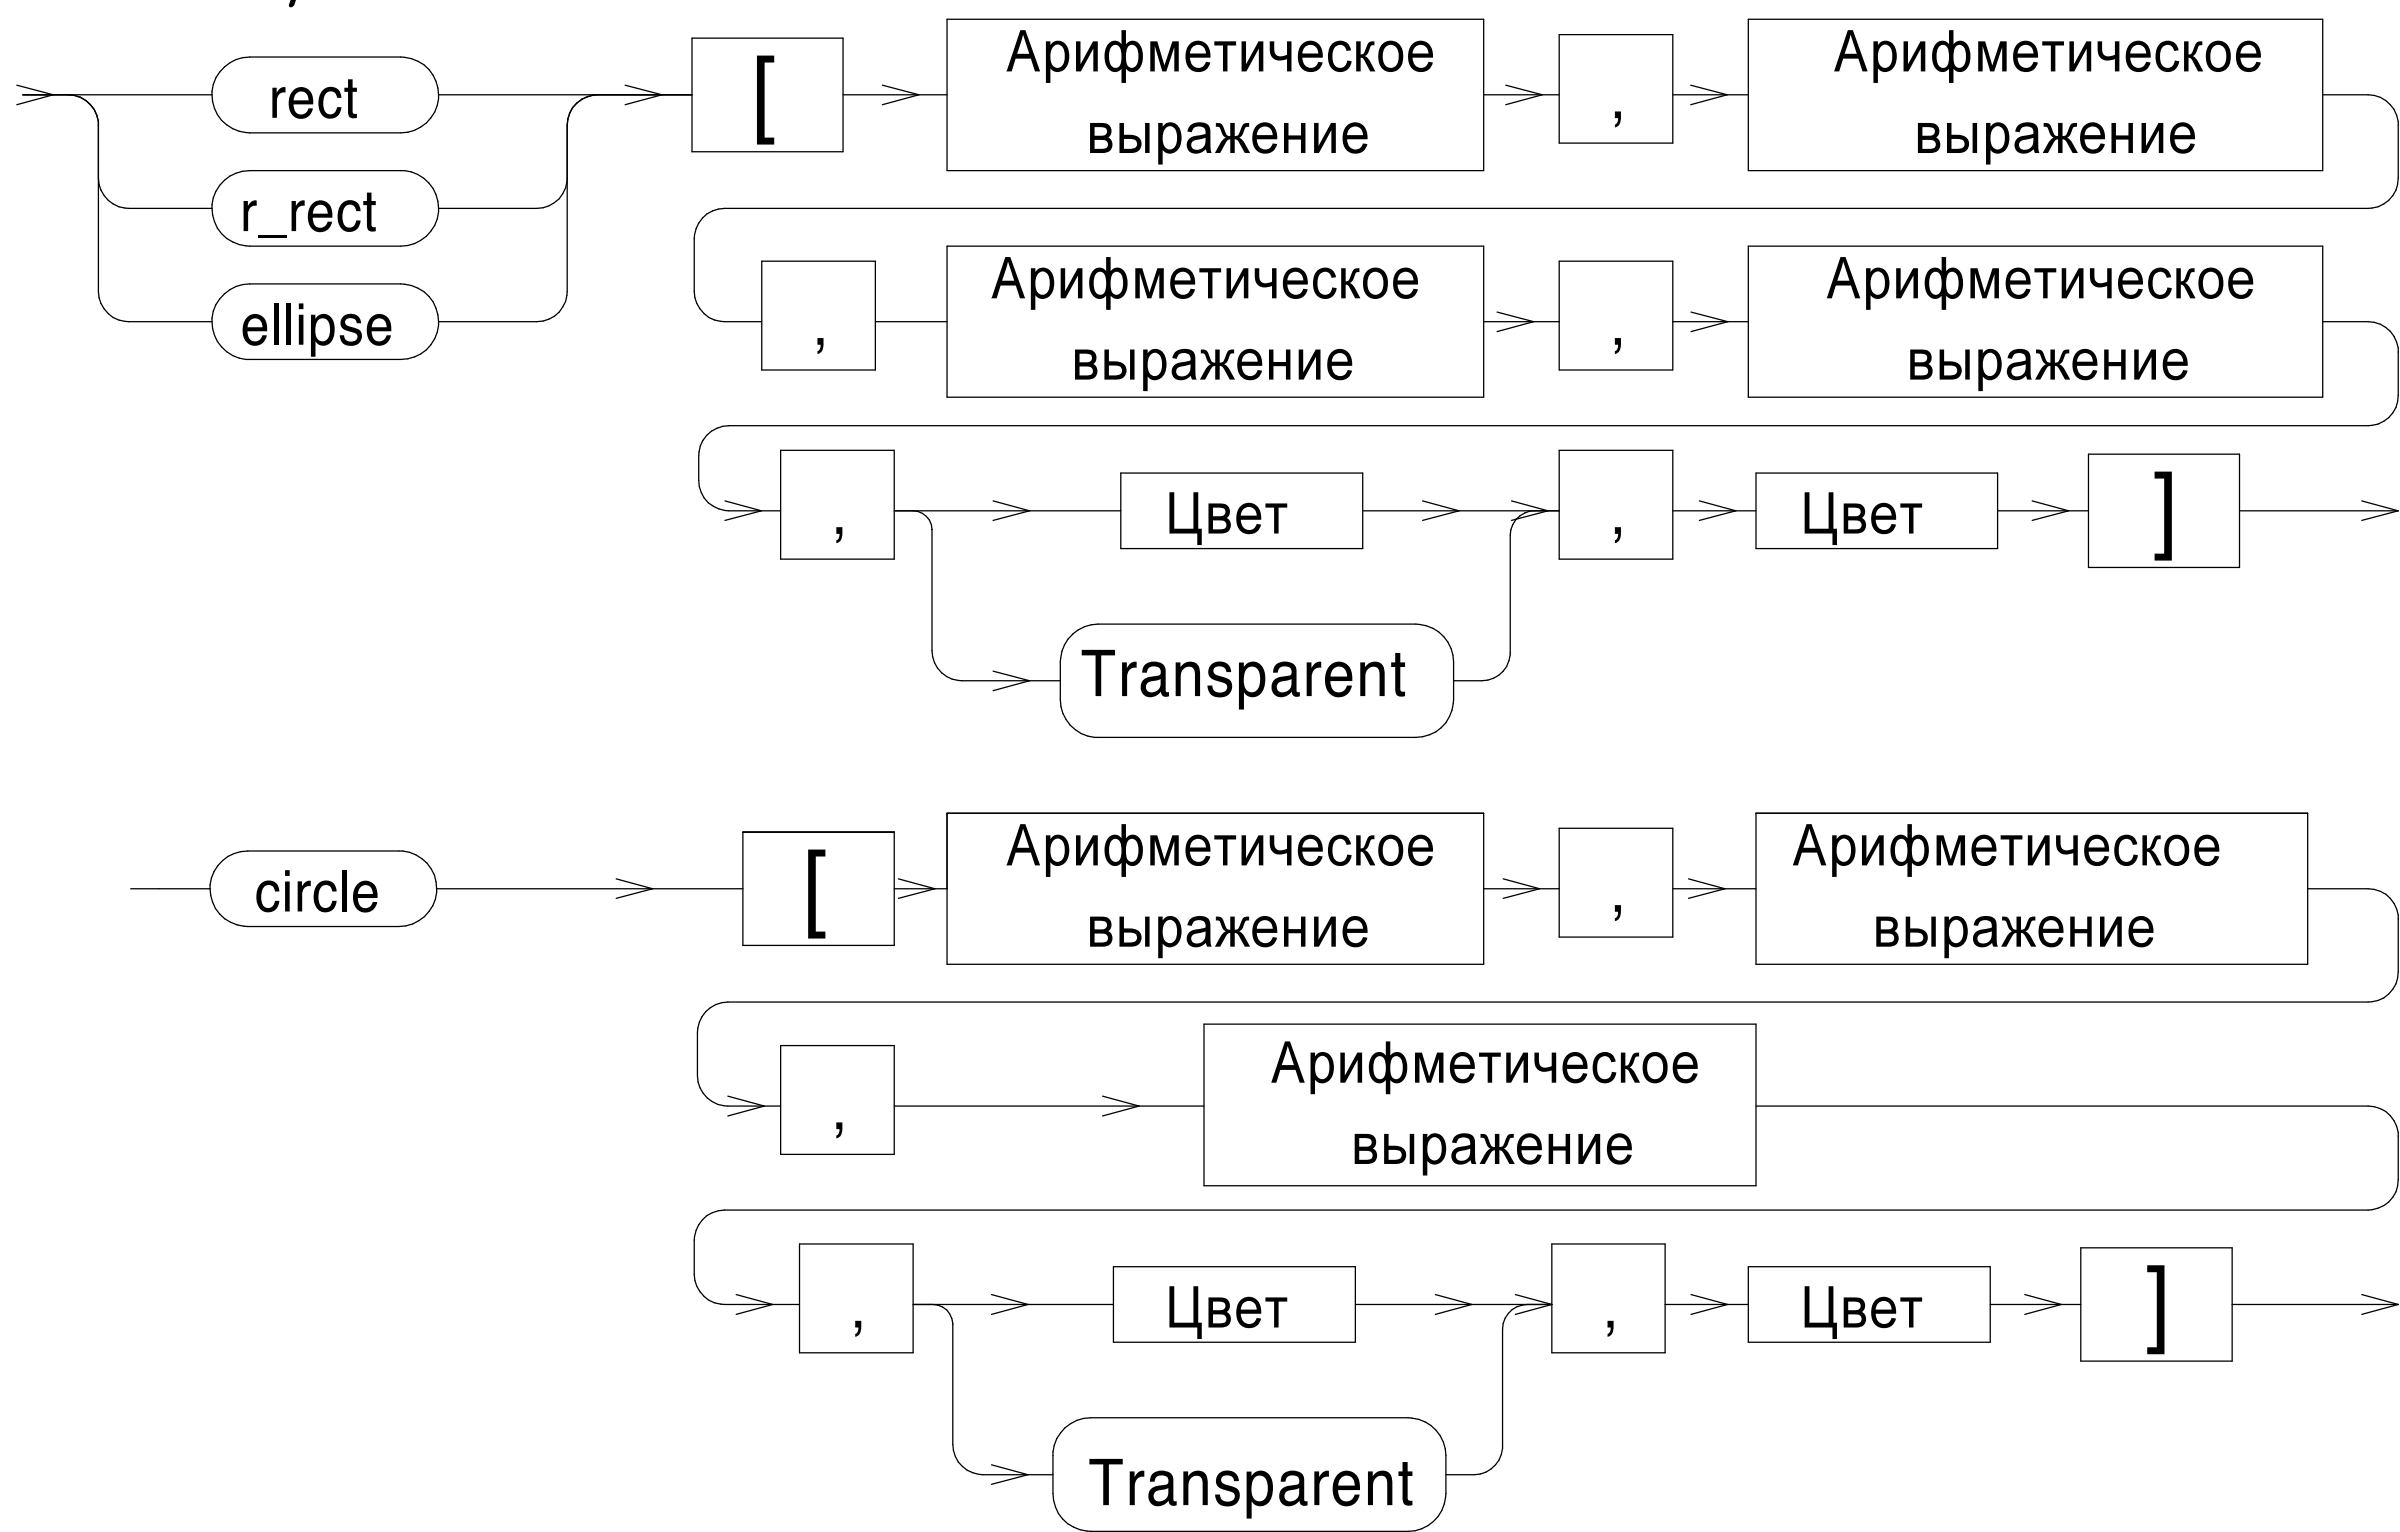 rect
r_rect
ellipse
[
Арифметическое
выражение
,
Арифметическое
выражение
,
Арифметическое
выражение
,
Арифметическое
выражение
,
Цвет
Transparent
,
Цвет
]
circle
[
Арифметическое
выражение
,
Арифметическое
выражение
,
Арифметическое
выражение
,
Цвет
Transparent
,
Цвет
]